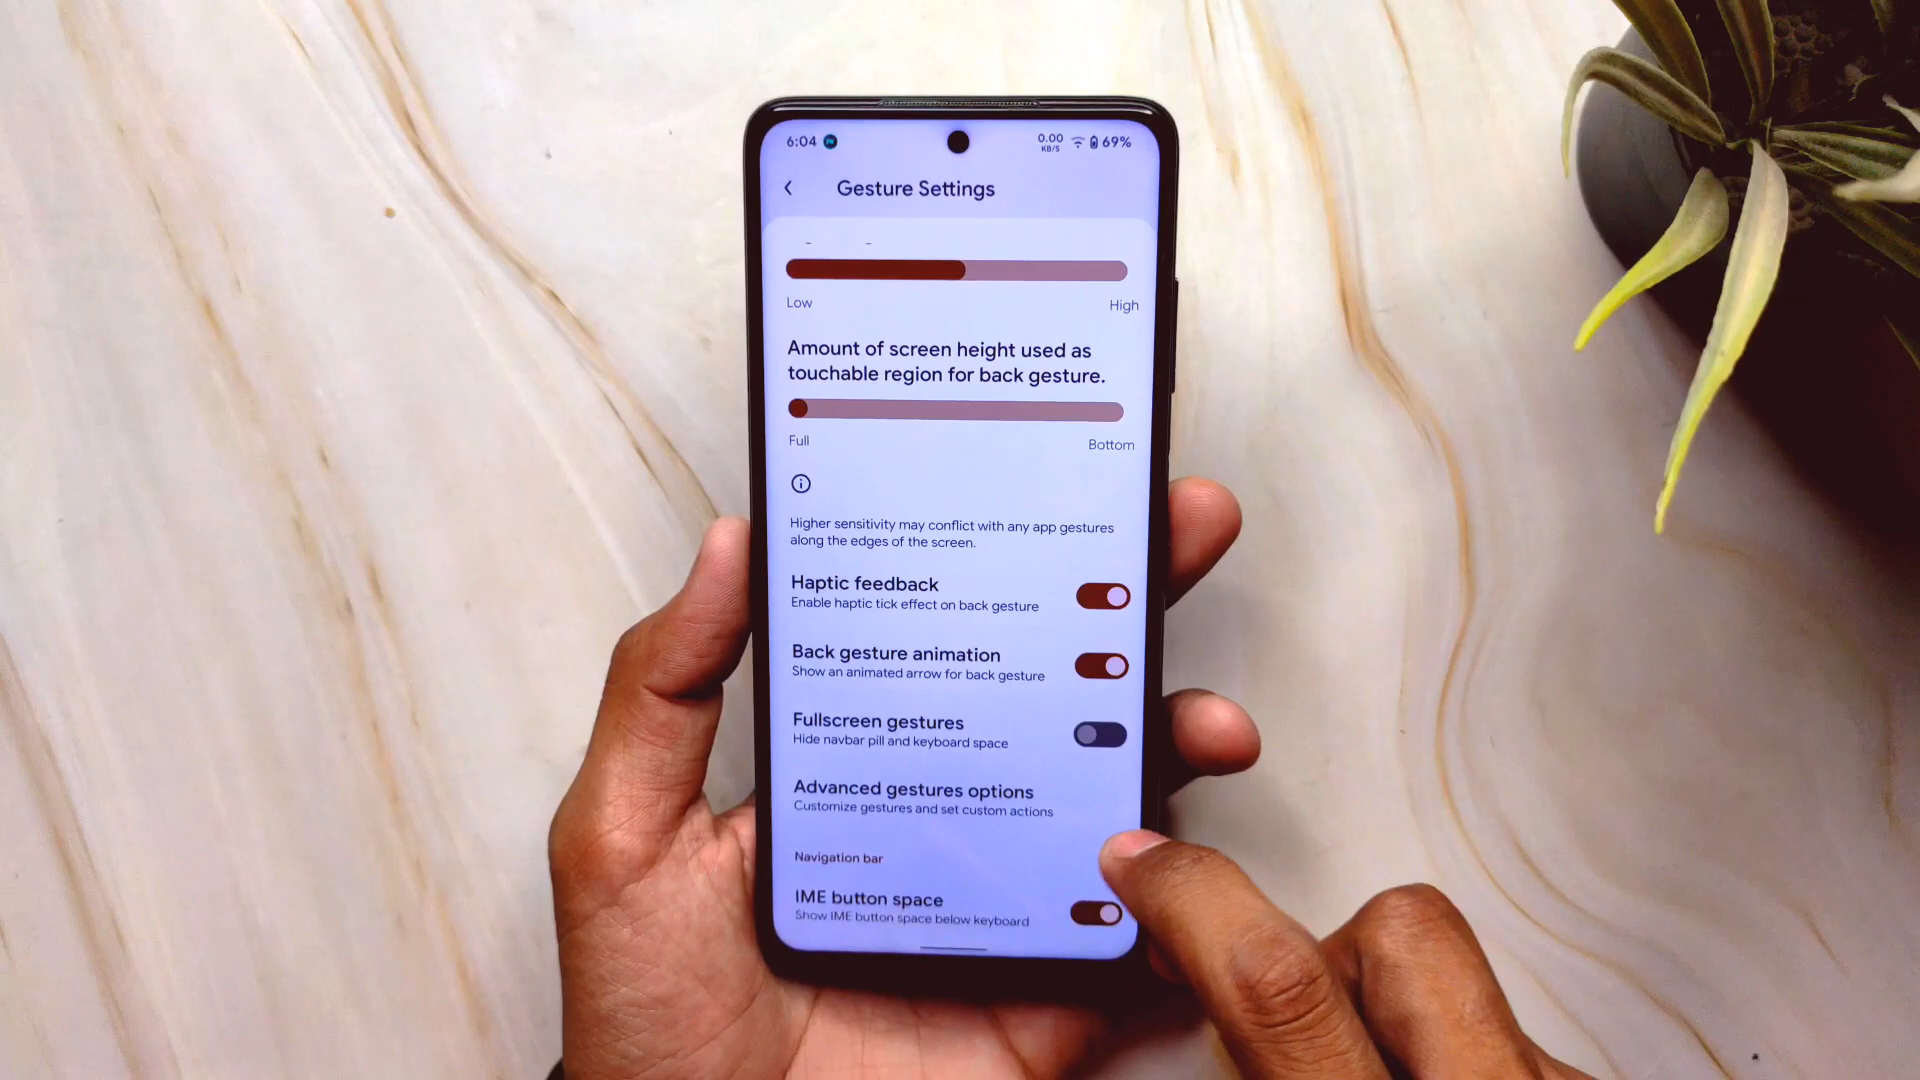 6:04 0.00 KB/S 69%
Gesture Settings
Low High
Amount of screen height used as
touchable region for back gesture.
Full Bottom
Higher sensitivity may conflict with any app gestures
along the edges of the screen.
Haptic feedback
Enable haptic tick effect on back gesture
Back gesture animation
Show an animated arrow for back gesture
Fullscreen gestures
Hide navbar pill and keyboard space
Advanced gestures options
Customize gestures and set custom actions
Navigation bar
IME button space
Show IME button space below keyboard